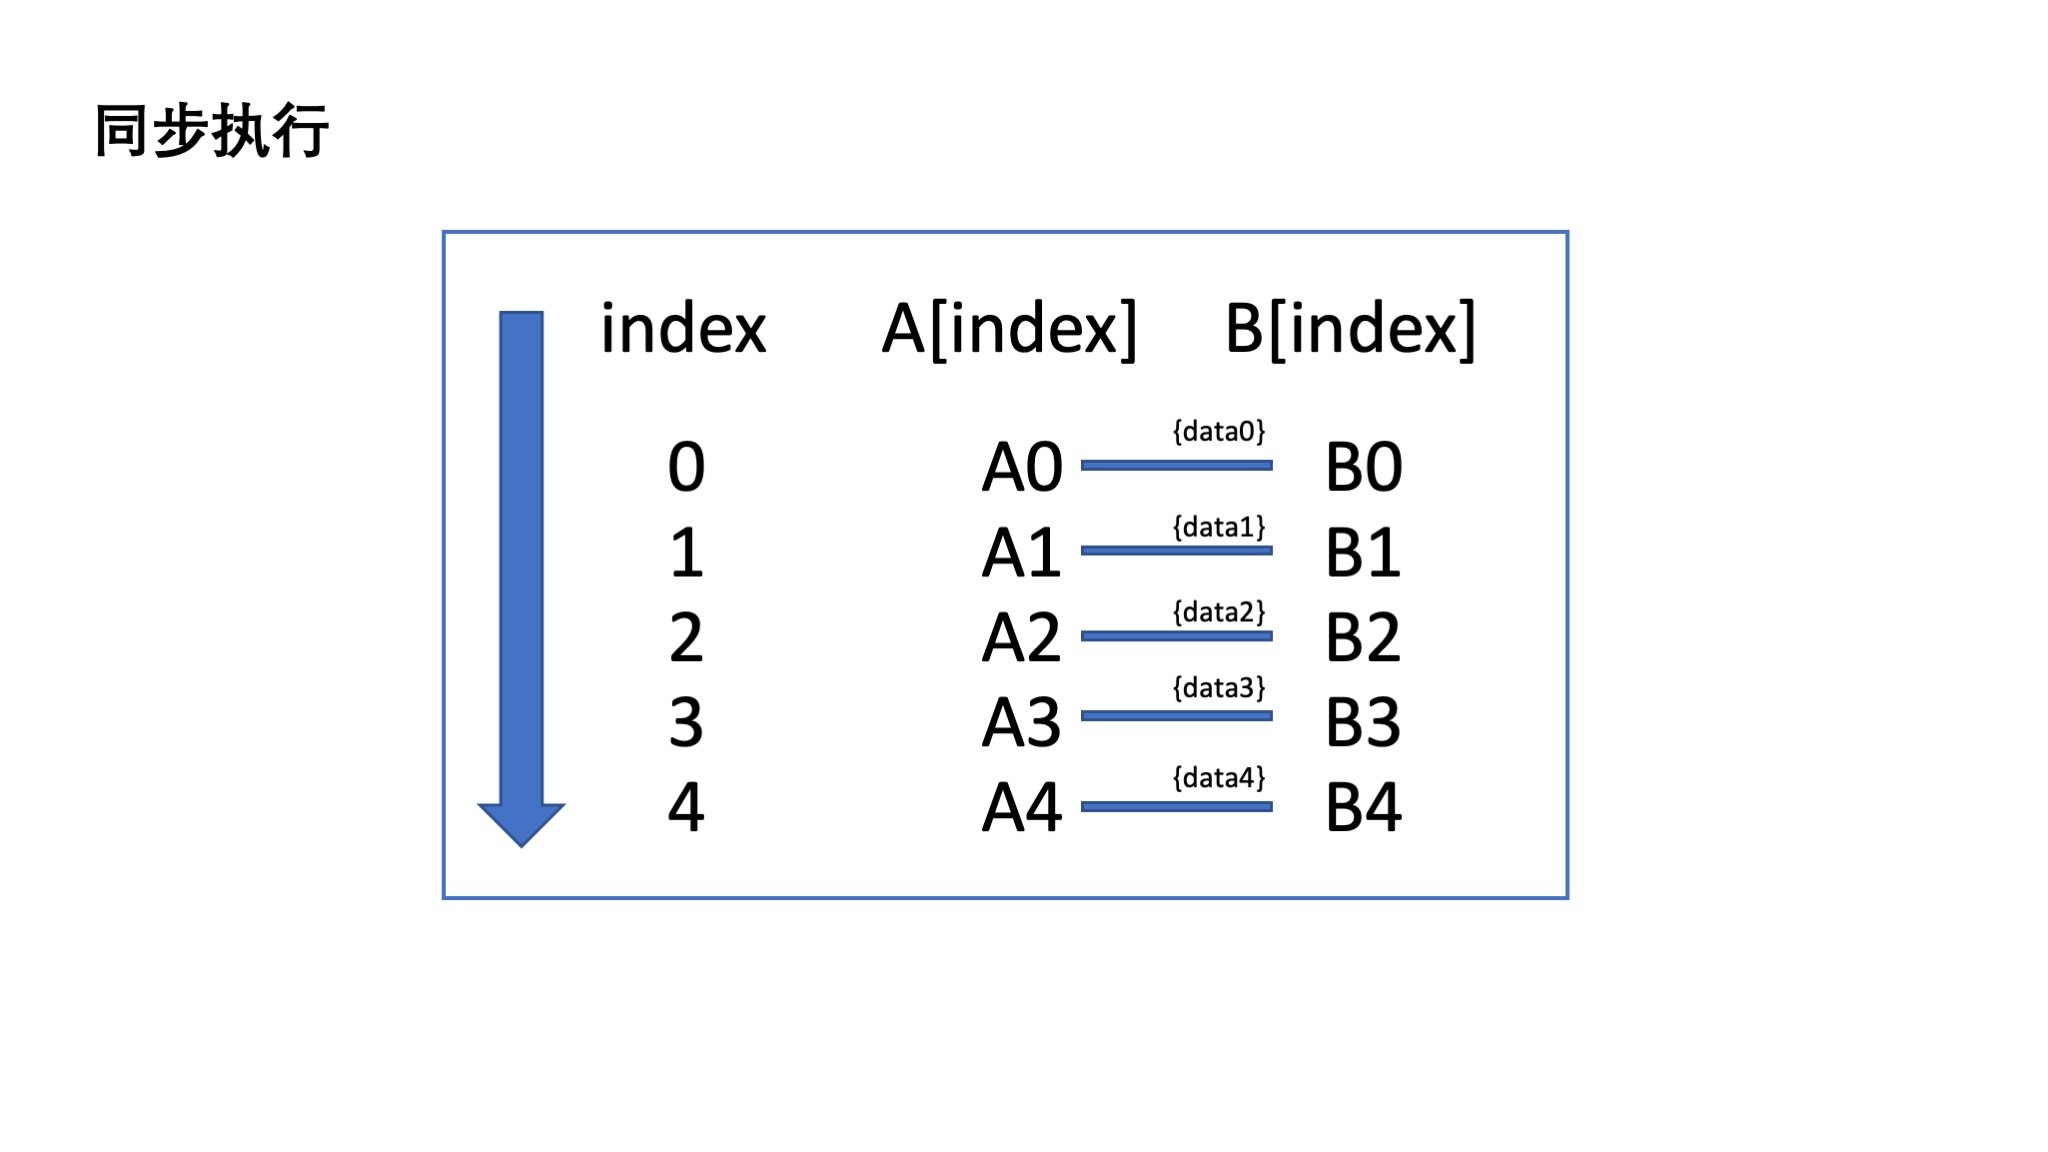 同步执行
index A[index] B[index]
{data0}
0 A0 B0
{data1}
1 A1 B1
{data2}
2 A2 B2
{data3}
3 A3 B3
{data4}
4 A4 B4